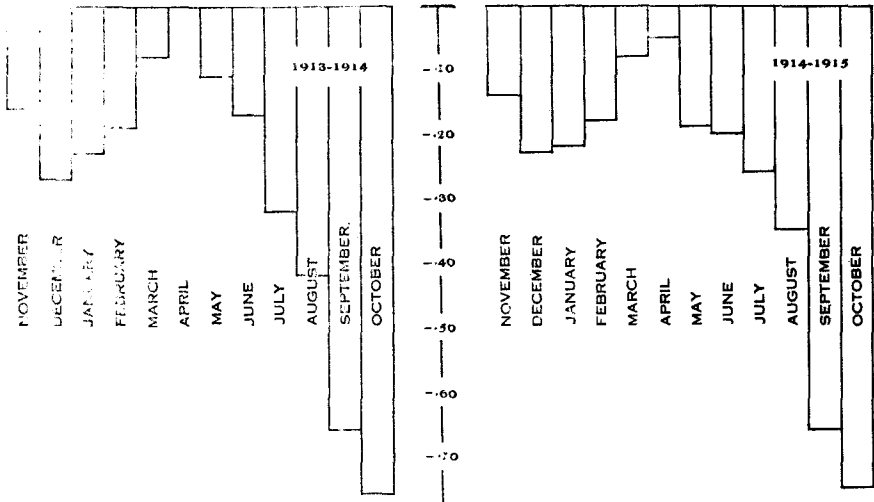 1913-1914
NOVEMBER
JANUARY
FEBRUARY
MARCH
APRIL
MAY
JUNE
JULY
AUGUST
SEPTEMBER.
OCTOBER
-.10
-.20
-.30
-.40
-.50
-.60
-.70
1914-1915
NOVEMBER
DECEMBER
JANUARY
FEBRUARY
MARCH
APRIL
MAY
JUNE
JULY
AUGUST
SEPTEMBER
OCTOBER